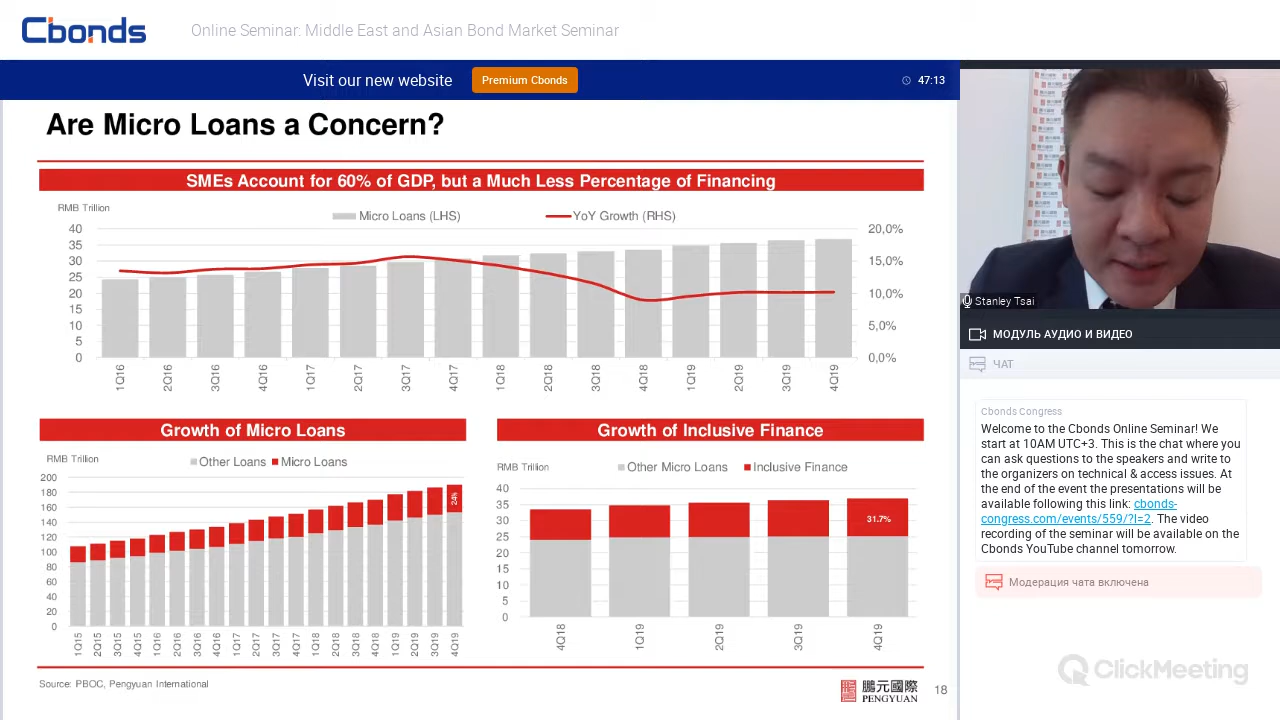 Cbonds
Online Seminar: Middle East and Asian Bond Market Seminar
Visit our new website
Premium Cbonds
47:13
Are Micro Loans a Concern?
SMEs Account for 60% of GDP, but a Much Less Percentage of Financing
RMB Trillion
Micro Loans (LHS)
YoY Growth (RHS)
40
35
30
25
20
15
10
5
0
20,0%
15,0%
10,0%
5,0%
0,0%
1Q16
2Q16
3Q16
4Q16
1Q17
2Q17
3Q17
4Q17
1Q18
2Q18
3Q18
4Q18
1Q19
2Q19
3Q19
4Q19
Growth of Micro Loans
RMB Trillion
Other Loans
Micro Loans
200
180
160
140
120
100
80
60
40
20
0
24%
1Q15
2Q15
3Q15
4Q15
1Q16
2Q16
3Q16
4Q16
1Q17
2Q17
3Q17
4Q17
1Q18
2Q18
3Q18
4Q18
1Q19
2Q19
3Q19
4Q19
Growth of Inclusive Finance
RMB Trillion
Other Micro Loans
Inclusive Finance
40
35
30
25
20
15
10
5
0
31.7%
4Q18
1Q19
2Q19
3Q19
4Q19
Source: PBOC, Pengyuan International
鵬元國際
PENGYUAN
18
Stanley Tsai
МОДУЛЬ АУДИО И ВИДЕО
ЧАТ
Cbonds Congress
Welcome to the Cbonds Online Seminar! We
start at 10AM UTC+3. This is the chat where you
can ask questions to the speakers and write to
the organizers on technical & access issues. At
the end of the event the presentations will be
available following this link: cbonds-
congress.com/events/559/?l=2. The video
recording of the seminar will be available on the
Cbonds YouTube channel tomorrow.
Модерация чата включена
ClickMeeting